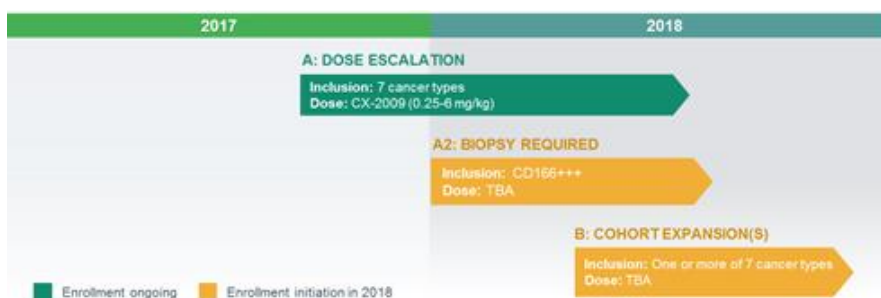 2017
2018
A: DOSE ESCALATION
Inclusion: 7 cancer types
Dose: CX-2009 (0.25-6 mg/kg)
A2: BIOPSY REQUIRED
Inclusion: CD166+++
Dose: TBA
B: COHORT EXPANSION(S)
Inclusion: One or more of 7 cancer types
Dose: TBA
Enrollment ongoing
Enrollment initiation in 2018